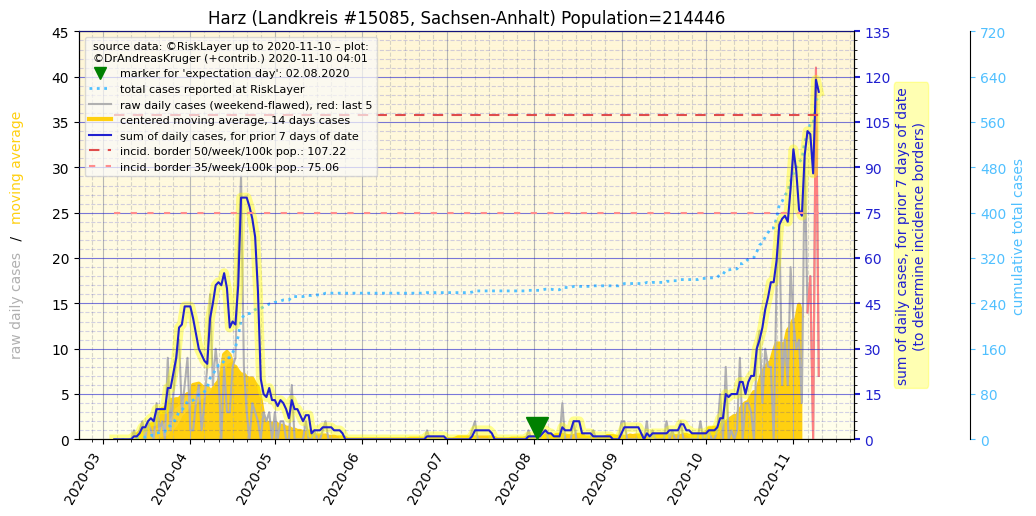 Harz (Landkreis #15085, Sachsen-Anhalt) Population=214446
source data: ©RiskLayer up to 2020-11-10 – plot:
©DrAndreasKruger (+contrib.) 2020-11-10 04:01
marker for 'expectation day': 02.08.2020
total cases reported at RiskLayer
raw daily cases (weekend-flawed), red: last 5
centered moving average, 14 days cases
sum of daily cases, for prior 7 days of date
incid. border 50/week/100k pop.: 107.22
incid. border 35/week/100k pop.: 75.06
raw daily cases / moving average
45
40
35
30
25
20
15
10
5
0
2020-03
2020-04
2020-05
2020-06
2020-07
2020-08
2020-09
2020-10
2020-11
135
120
105
90
75
60
45
30
15
0
sum of daily cases, for prior 7 days of date
(to determine incidence borders)
720
640
560
480
400
320
240
160
80
0
cumulative total cases